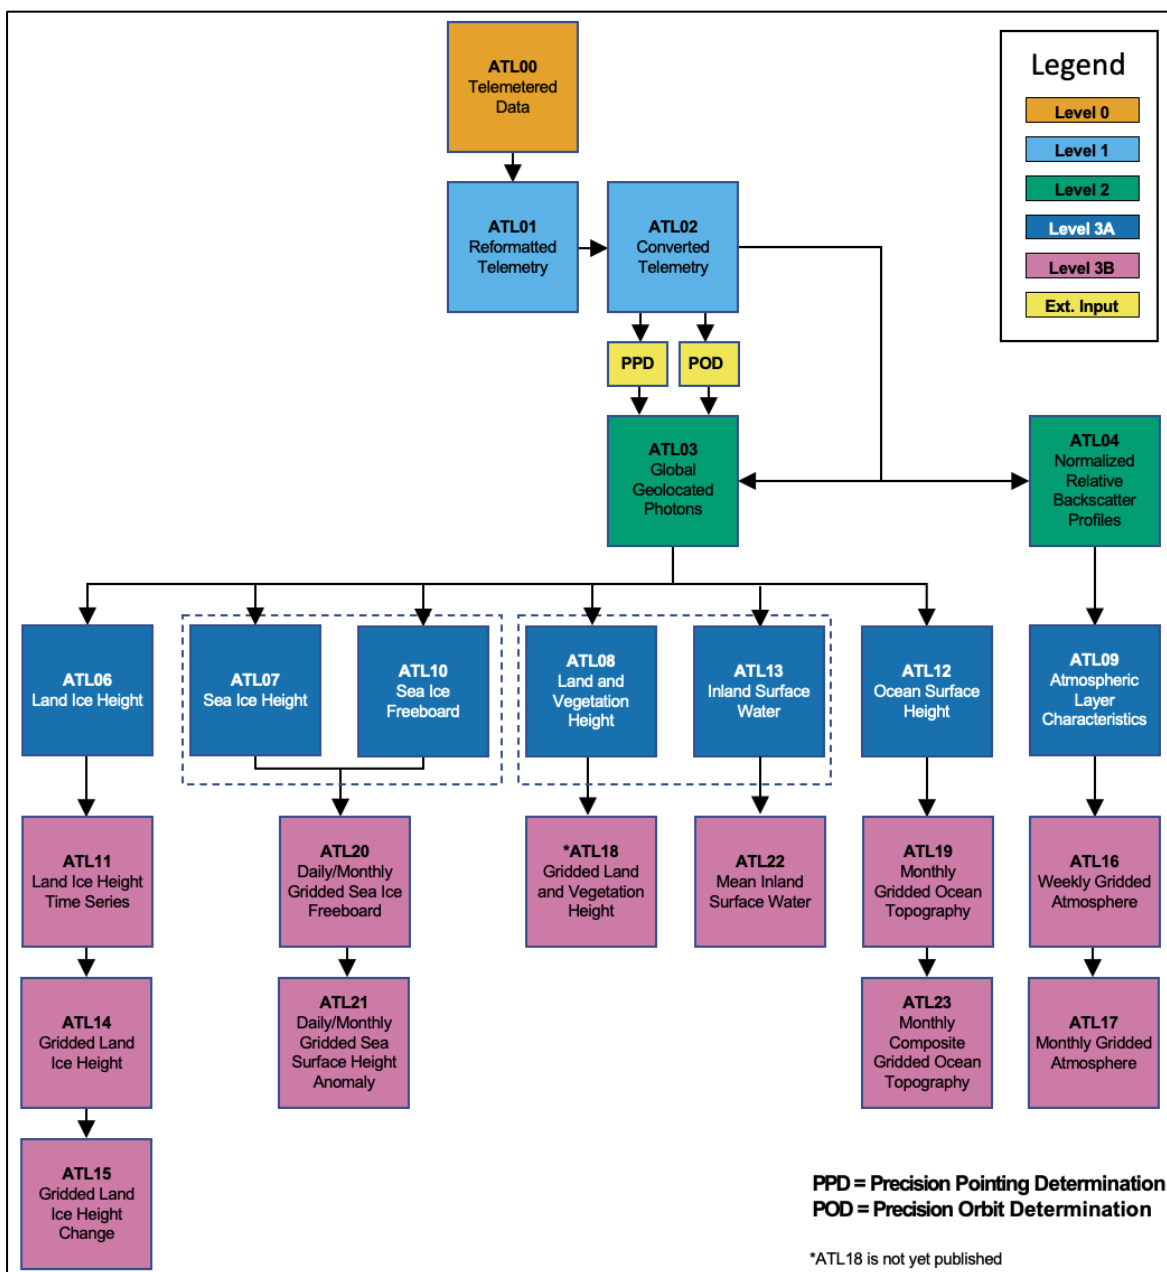 ATL00
Telemetered
Data
Legend
Level 0
Level 1
Level 2
Level 3A
Level 3B
Ext. Input
ATL01
Reformatted
Telemetry
ATL02
Converted
Telemetry
PPD
POD
ATL03
Global
Geolocated
Photons
ATL04
Normalized
Relative
Backscatter
Profiles
ATL06
Land Ice Height
ATL07
Sea Ice Height
ATL10
Sea Ice
Freeboard
ATL08
Land and
Vegetation
Height
ATL13
Inland Surface
Water
ATL12
Ocean Surface
Height
ATL09
Atmospheric
Layer
Characteristics
ATL11
Land Ice Height
Time Series
ATL20
Daily/Monthly
Gridded Sea Ice
Freeboard
*ATL18
Gridded Land
and Vegetation
Height
ATL22
Mean Inland
Surface Water
ATL19
Monthly
Gridded Ocean
Topography
ATL16
Weekly Gridded
Atmosphere
ATL14
Gridded Land
Ice Height
ATL21
Daily/Monthly
Gridded Sea
Surface Height
Anomaly
ATL23
Monthly
Composite
Gridded Ocean
Topography
ATL17
Monthly Gridded
Atmosphere
ATL15
Gridded Land
Ice Height
Change
PPD = Precision Pointing Determination
POD = Precision Orbit Determination
*ATL18 is not yet published